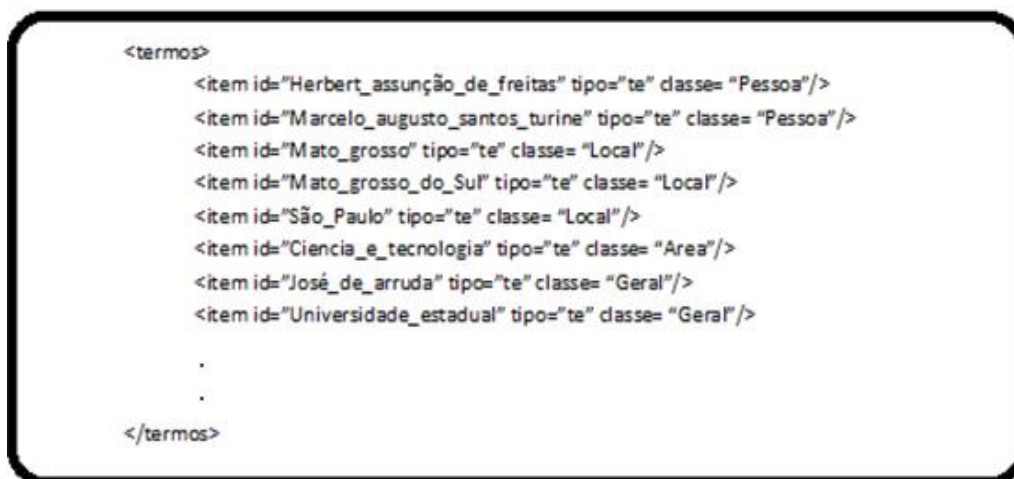 <termos>
<item id="Herbert_assunção_de_freitas" tipo="te" classe= "Pessoa"/>
<item id="Marcelo_augusto_santos_turine" tipo="te" classe= "Pessoa"/>
<item id="Mato_grosso" tipo="te" classe= "Local"/>
<item id="Mato_grosso_do_Sul" tipo="te" classe= "Local"/>
<item id="São_Paulo" tipo="te" classe= "Local"/>
<item id="Ciencia_e_tecnologia" tipo="te" classe= "Area"/>
<item id="José_de_arruda" tipo="te" classe= "Geral"/>
<item id="Universidade_estadual" tipo="te" classe= "Geral"/>
.
.
</termos>